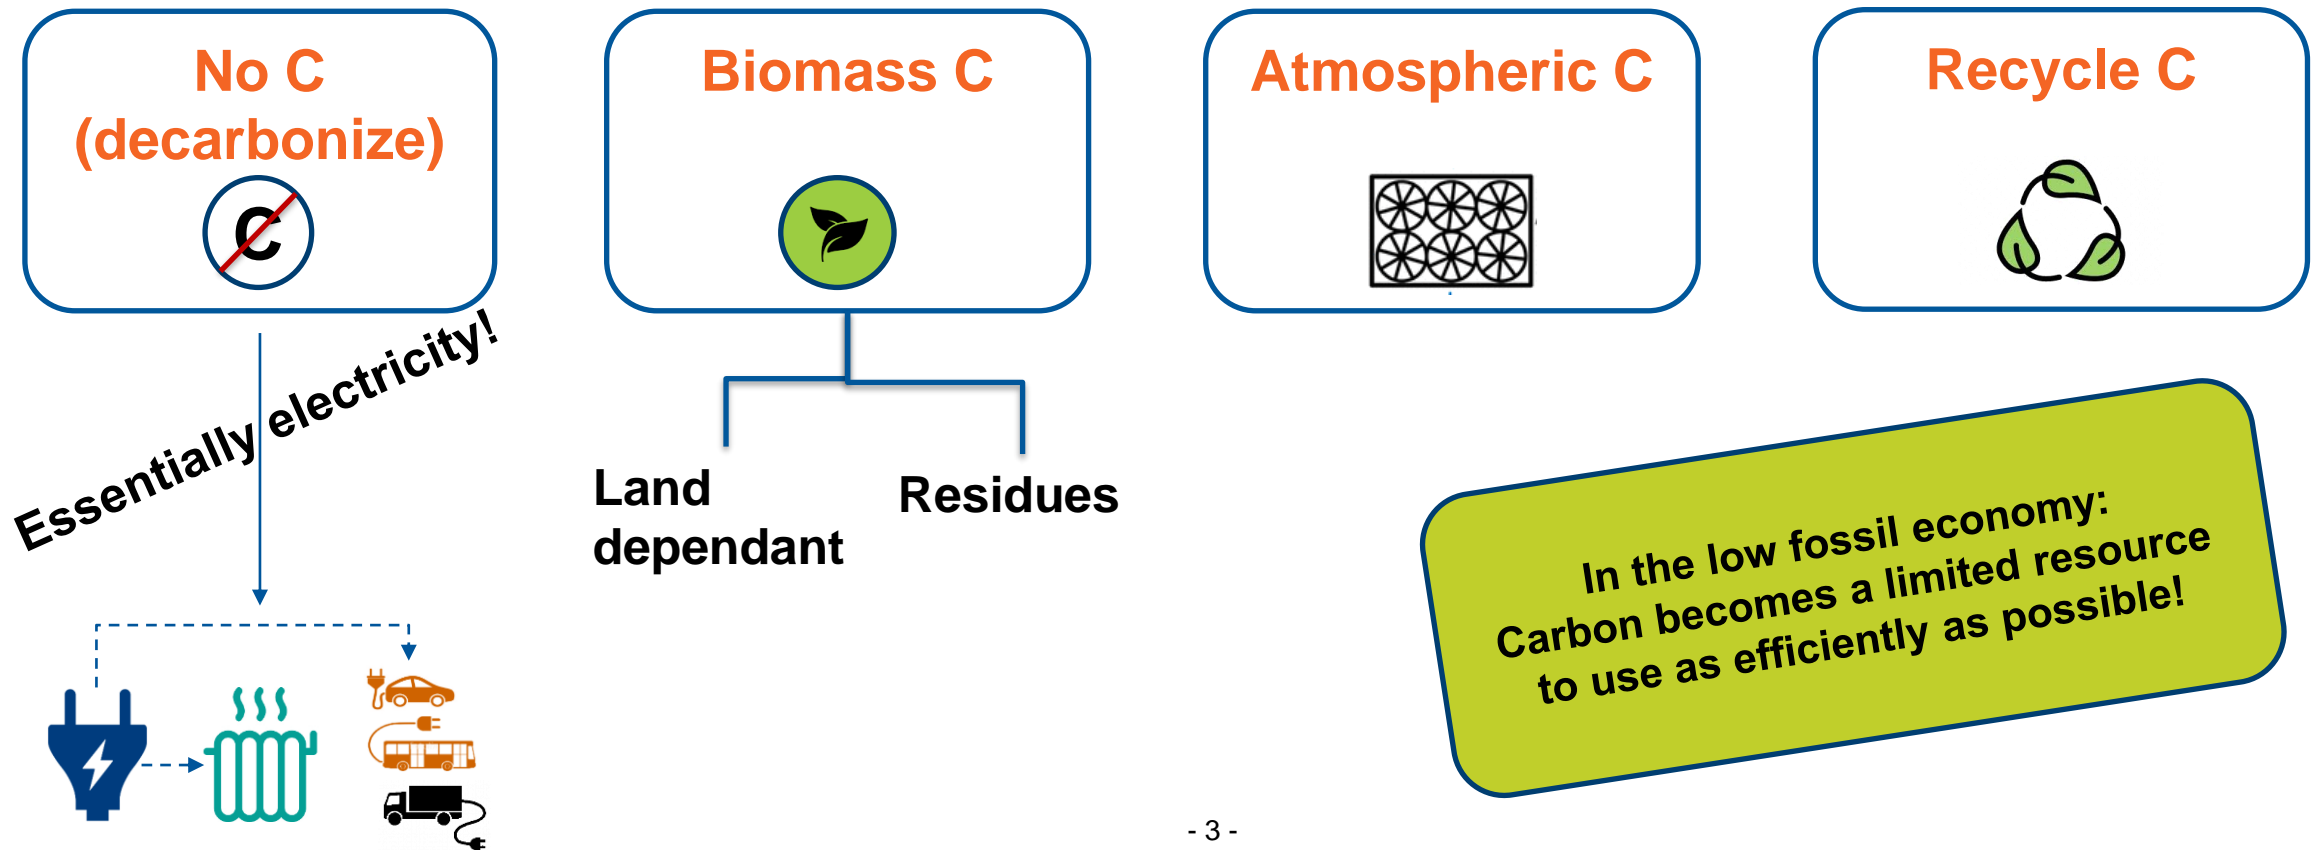 No C
(decarbonize)
C
Biomass C
Atmospheric C
Recycle C
Essentially electricity!
Land
dependant
Residues
In the low fossil economy:
Carbon becomes a limited resource
to use as efficiently as possible!
- 3 -